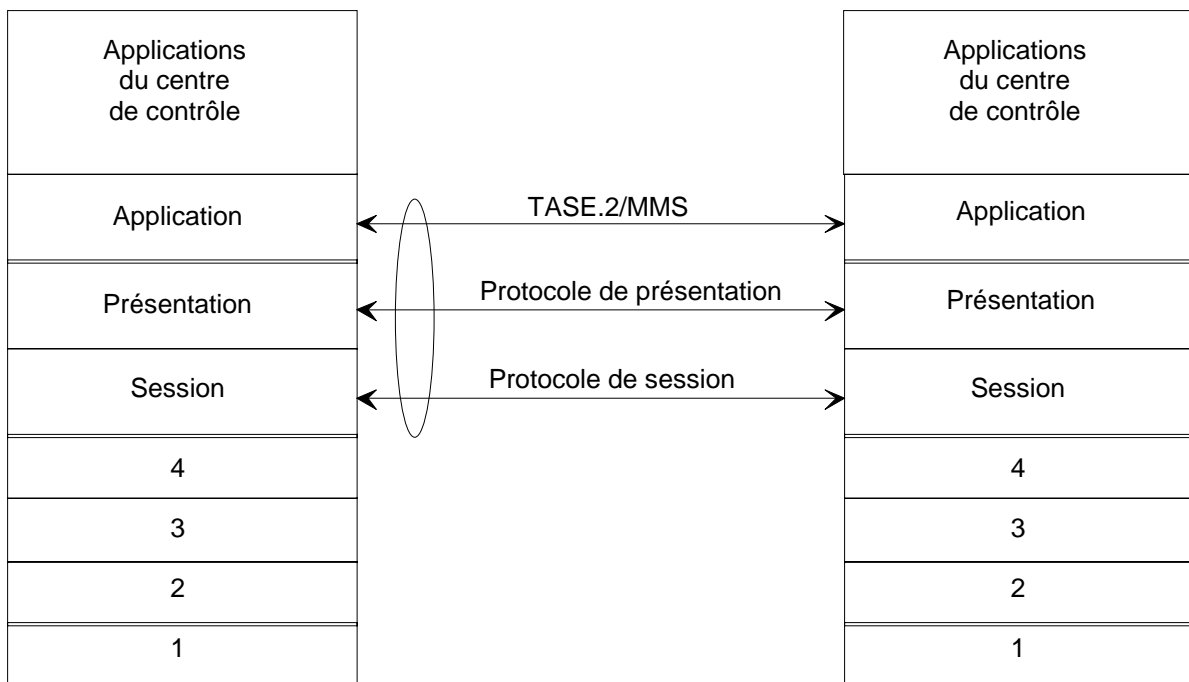 Applications
du centre
de contrôle
Applications
du centre
de contrôle
Application
TASE.2/MMS
Application
Présentation
Protocole de présentation
Présentation
Session
Protocole de session
Session
4
4
3
3
2
2
1
1